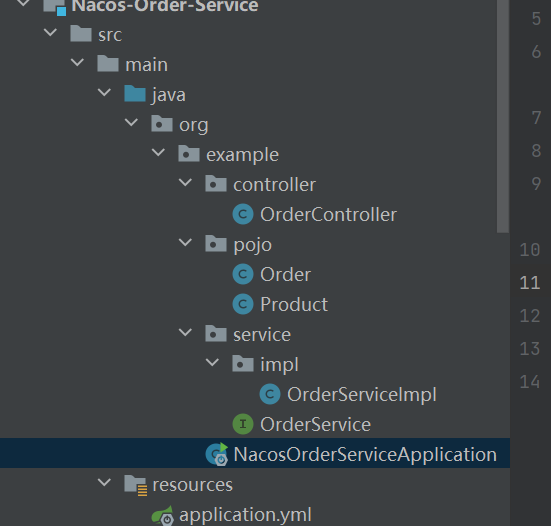 Nacos-Order-Service
src
main
java
org
example
controller
C OrderController
pojo
C Order
C Product
service
impl
C OrderServiceImpl
I OrderService
NacosOrderServiceApplication
resources
application.yml
5
6
7
8
9
10
11
12
13
14